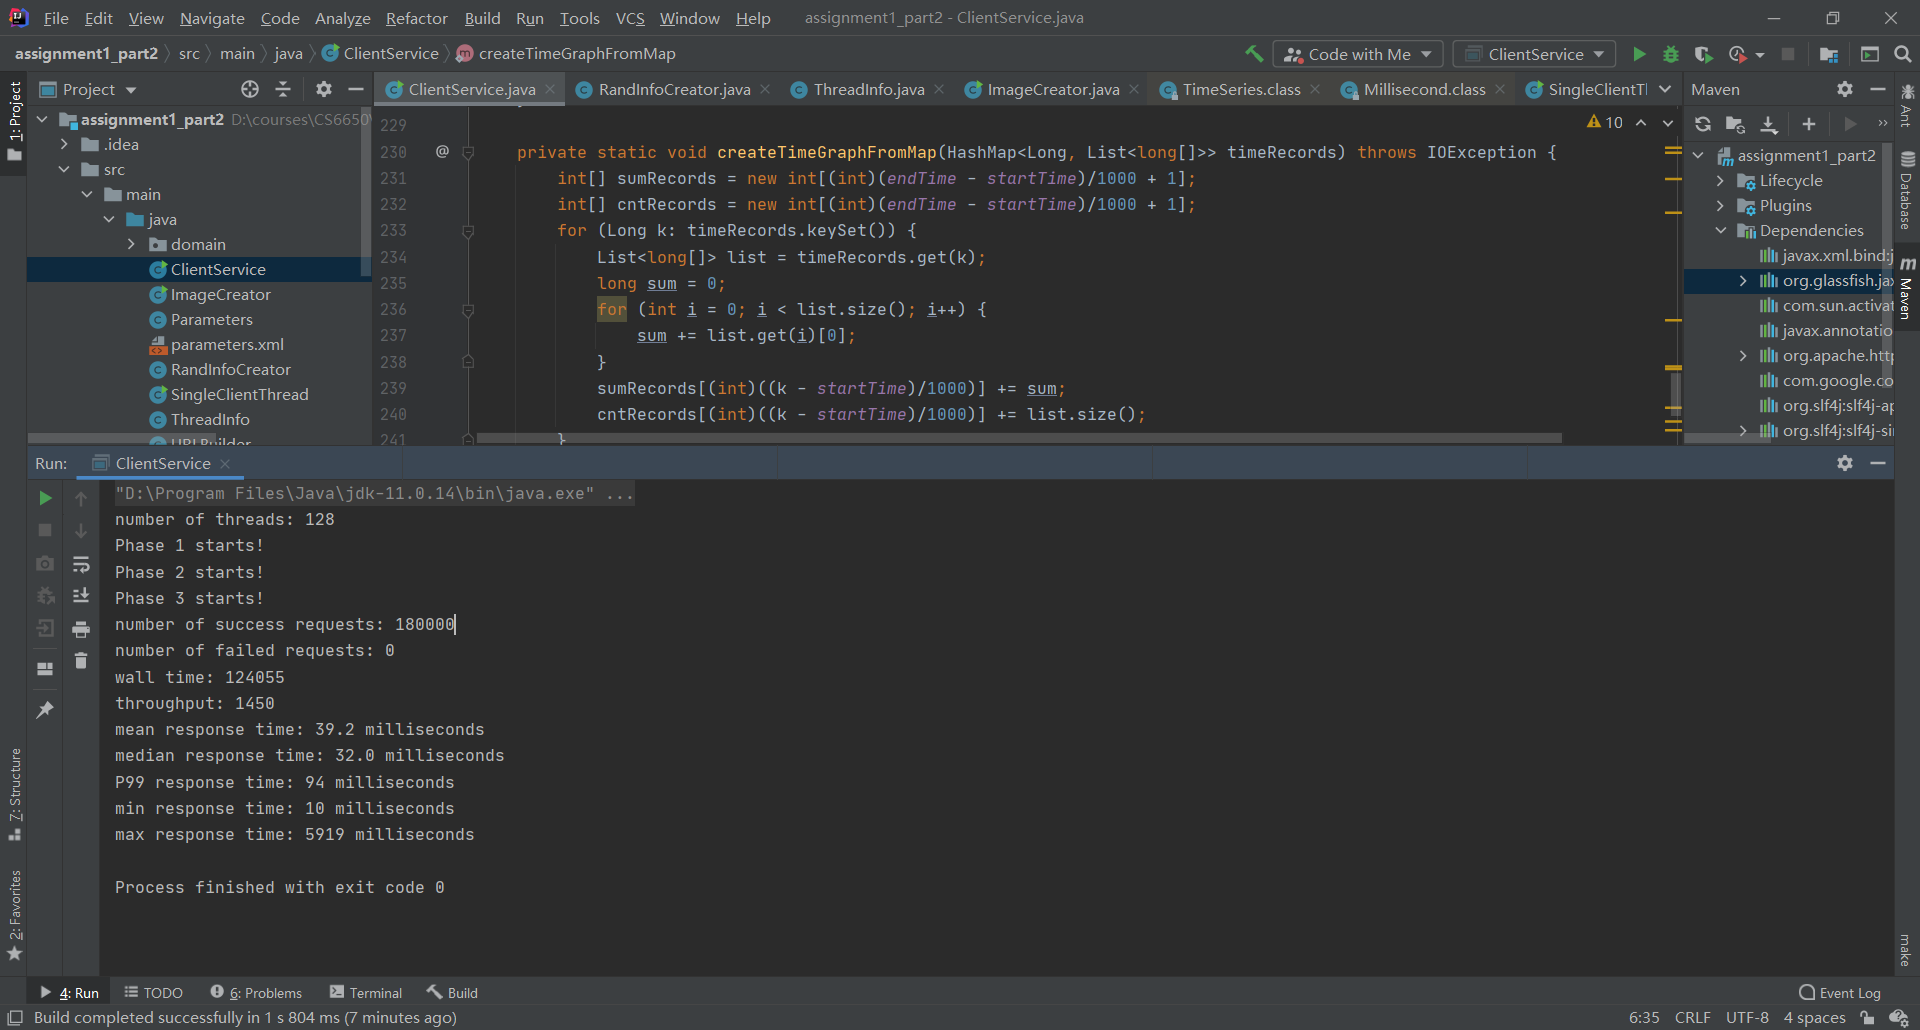 File Edit View Navigate Code Analyze Refactor Build Run Tools VCS Window Help assignment1_part2 - ClientService.java
assignment1_part2 src main java ClientService createTimeGraphFromMap Code with Me ClientService
1: Project
Project
ClientService.java RandInfoCreator.java ThreadInfo.java ImageCreator.java TimeSeries.class Millisecond.class SingleClientTl
Maven
assignment1_part2 D:\courses\CS6650\
.idea
src
main
java
domain
ClientService
ImageCreator
Parameters
parameters.xml
RandInfoCreator
SingleClientThread
ThreadInfo
URLBuilder
10
229
230 @ private static void createTimeGraphFromMap(HashMap<Long, List<long[]>> timeRecords) throws IOException {
231 int[] sumRecords = new int[(int)(endTime - startTime)/1000 + 1];
232 int[] cntRecords = new int[(int)(endTime - startTime)/1000 + 1];
233 for (Long k: timeRecords.keySet()) {
234 List<long[]> list = timeRecords.get(k);
235 long sum = 0;
236 for (int i = 0; i < list.size(); i++) {
237 sum += list.get(i)[0];
238 }
239 sumRecords[(int)((k - startTime)/1000)] += sum;
240 cntRecords[(int)((k - startTime)/1000)] += list.size();
241 }
assignment1_part2
Lifecycle
Plugins
Dependencies
javax.xml.bind:j
org.glassfish.jax
com.sun.activat
javax.annotatio
org.apache.http
com.google.co
org.slf4j:slf4j-ap
org.slf4j:slf4j-si
Ant
Database
Maven
make
Run: ClientService
"D:\Program Files\Java\jdk-11.0.14\bin\java.exe" ...
number of threads: 128
Phase 1 starts!
Phase 2 starts!
Phase 3 starts!
number of success requests: 180000
number of failed requests: 0
wall time: 124055
throughput: 1450
mean response time: 39.2 milliseconds
median response time: 32.0 milliseconds
P99 response time: 94 milliseconds
min response time: 10 milliseconds
max response time: 5919 milliseconds
Process finished with exit code 0
7: Structure
2: Favorites
4: Run TODO 6: Problems Terminal Build Event Log
Build completed successfully in 1 s 804 ms (7 minutes ago) 6:35 CRLF UTF-8 4 spaces